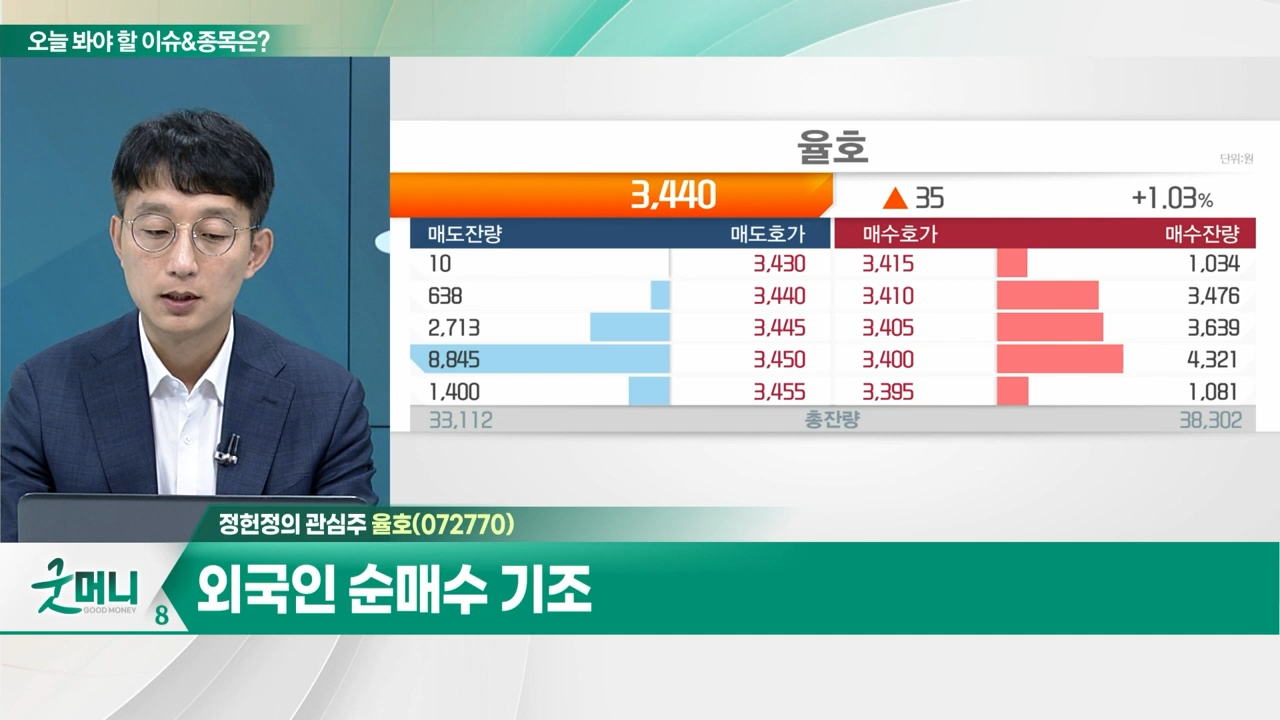 오늘 봐야 할 이슈&종목은?
율호
단위:원
3,440 ▲ 35 +1.03%
매도잔량 매도호가 매수호가 매수잔량
10 3,430 3,415 1,034
638 3,440 3,410 3,476
2,713 3,445 3,405 3,639
8,845 3,450 3,400 4,321
1,400 3,455 3,395 1,081
33,112 총잔량 38,302
정헌정의 관심주 율호(072770)
굿머니
GOOD MONEY
8
외국인 순매수 기조